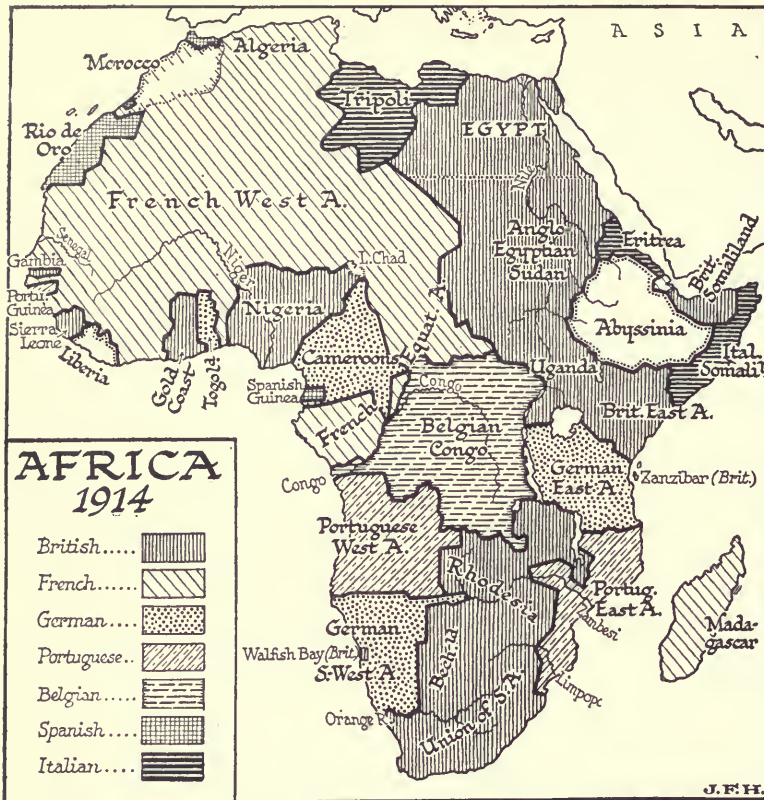 ASIA
Morocco
Algeria
Tripoli
Rio de
Oro
EGYPT
French West A.
Nile
Senegal
Niger
L. Chad
Anglo
Egyptian
Sudan
Eritrea
Brit.
Somaliland
Gambia
Portu.
Guinea
Sierra
Leone
Liberia
Gold
Coast
Togold
Nigeria
Abyssinia
Ital.
Somalild
Cameroons
French Equat. A.
Uganda
Spanish
Guinea
Congo
Brit. East A.
Belgian
Congo
German
East A.
Zanzibar (Brit.)
Congo
Portuguese
West A.
Rhodesia
Portug.
East A.
Zambesi
Mada-
gascar
German
S-West A
Walfish Bay (Brit.)
Bechld
Limpopo
Orange R.
Union of S.A.
AFRICA
1914
British.....
French......
German....
Portuguese..
Belgian....
Spanish....
Italian....
J.F.H.